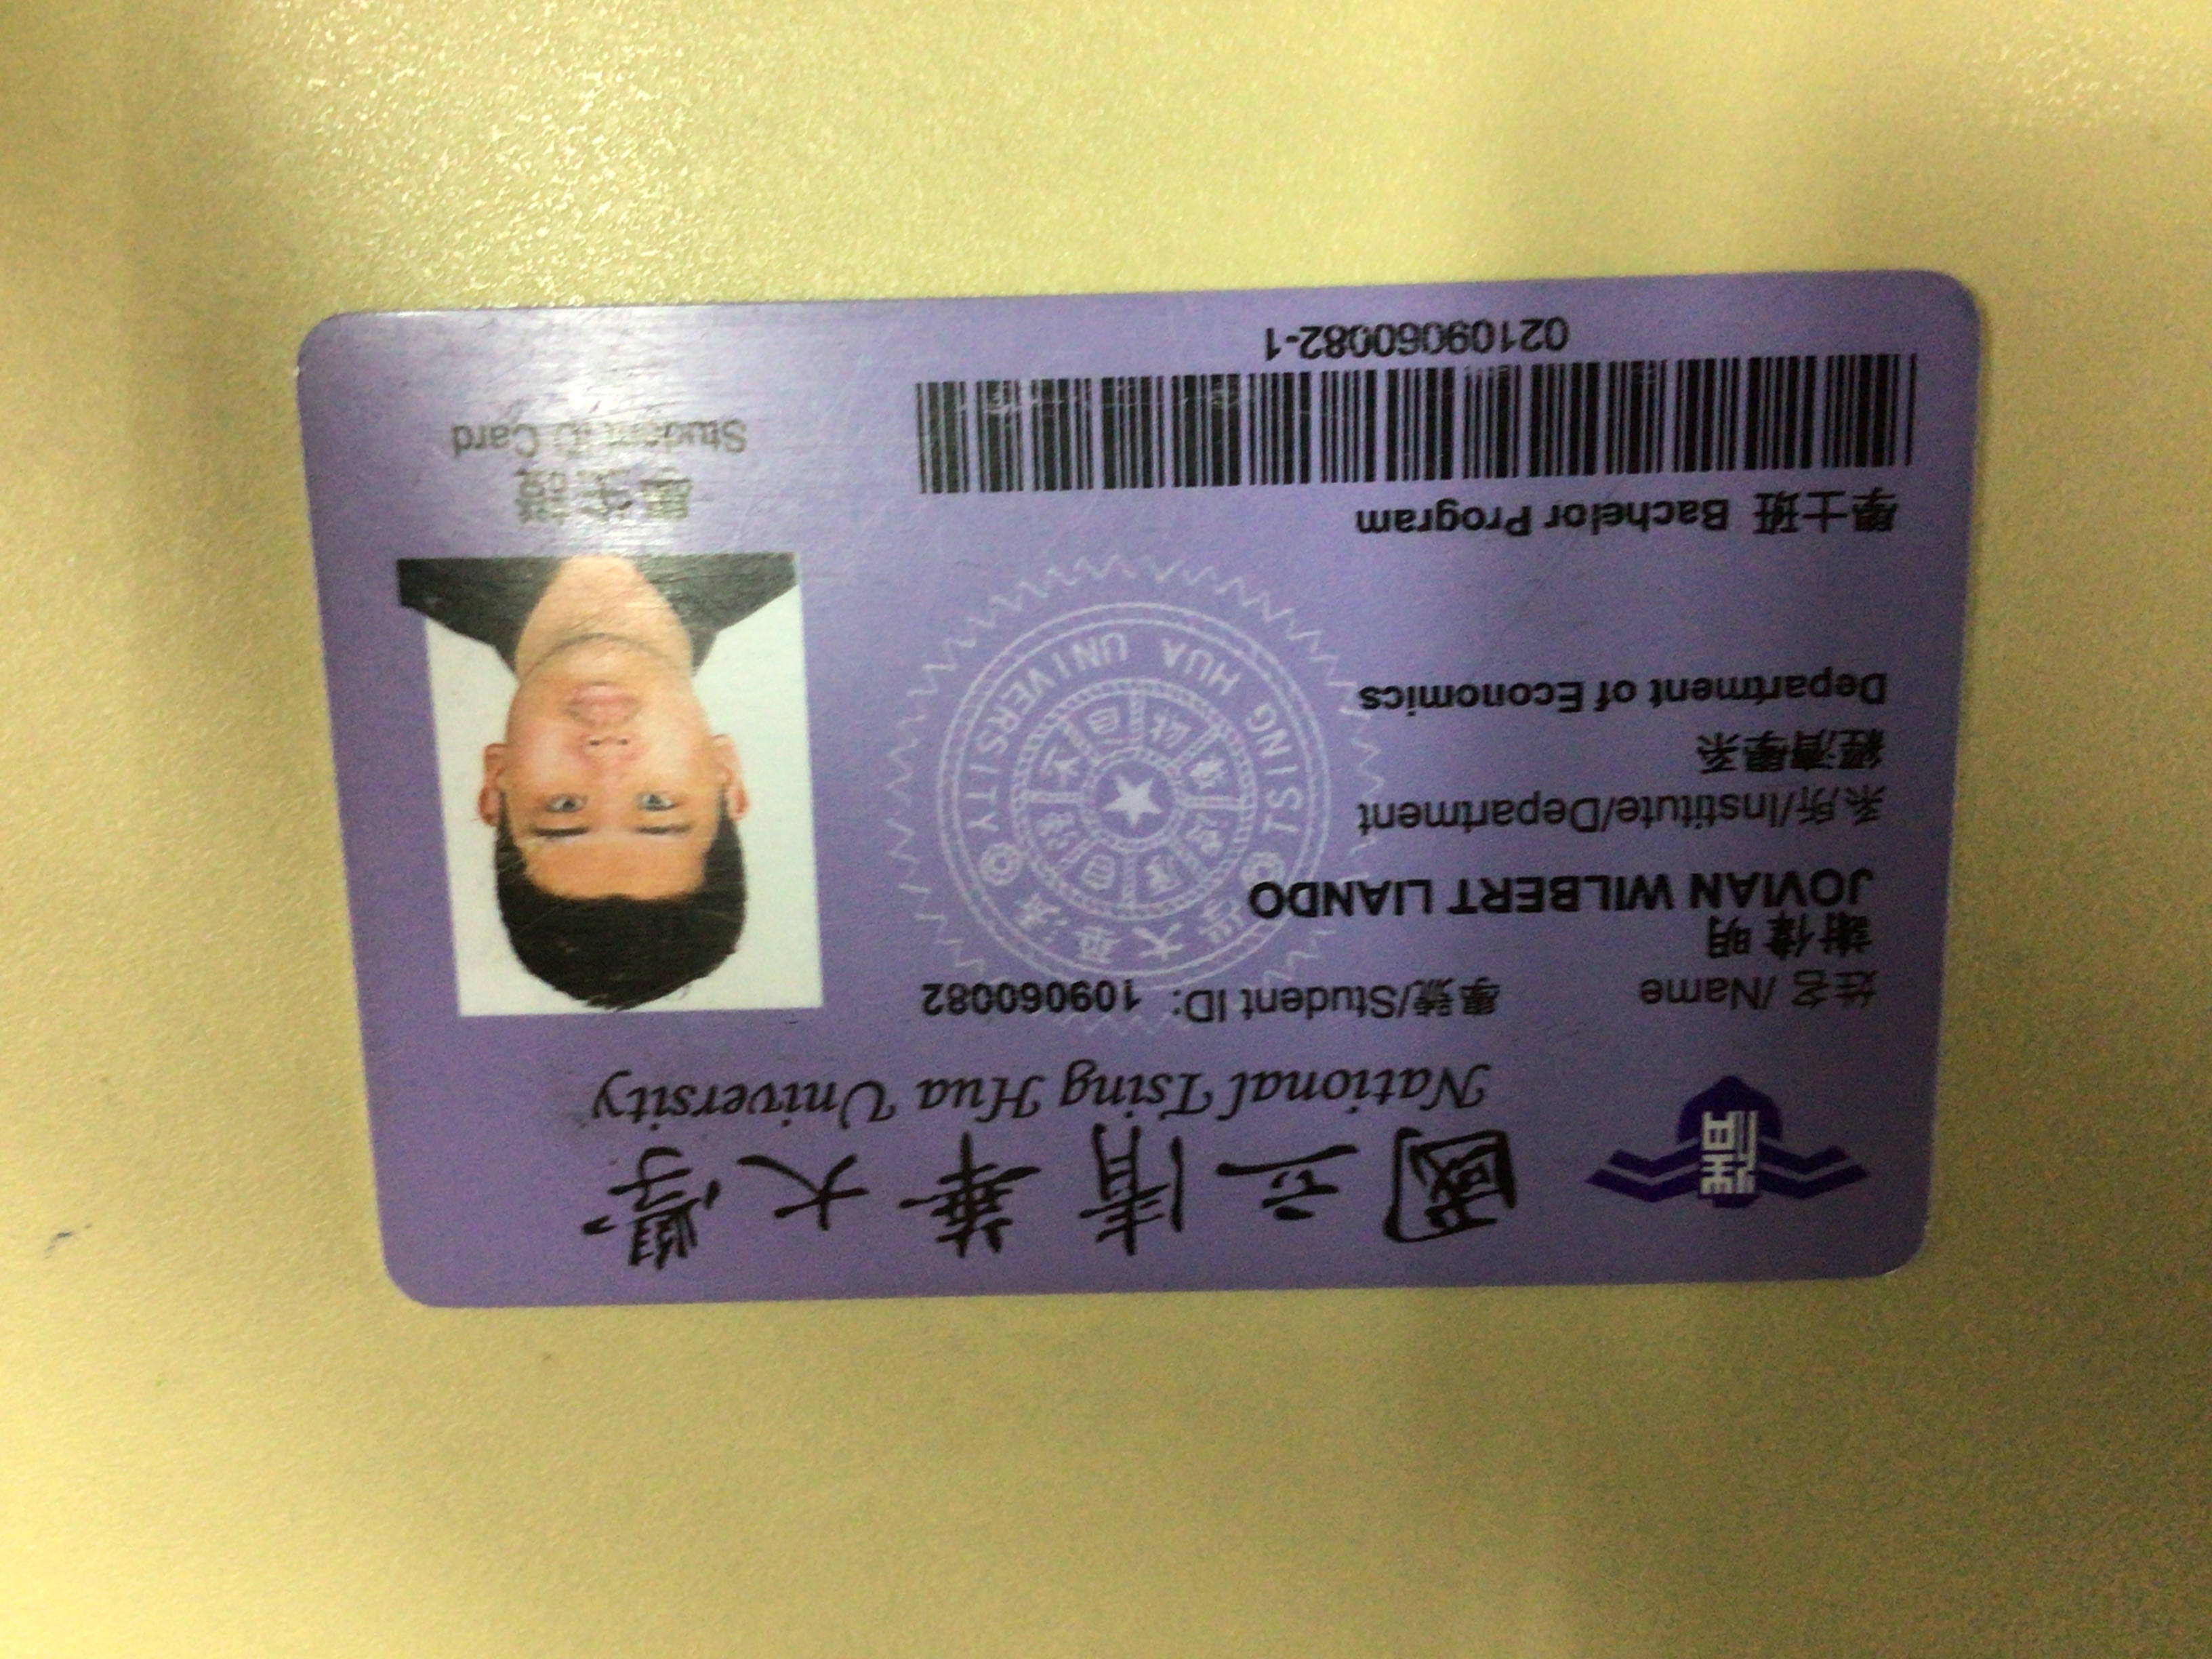 國立清華大學
National Tsing Hua University
姓名 /Name
學號/Student ID: 109060082
謝偉明
JOVIAN WILBERT LIANDO
系所/Institute/Department
經濟學系
Department of Economics
學大華清
TSING HUA UNIVERSITY
學士班 Bachelor Program
02109060082-1
學生證
Student ID Card